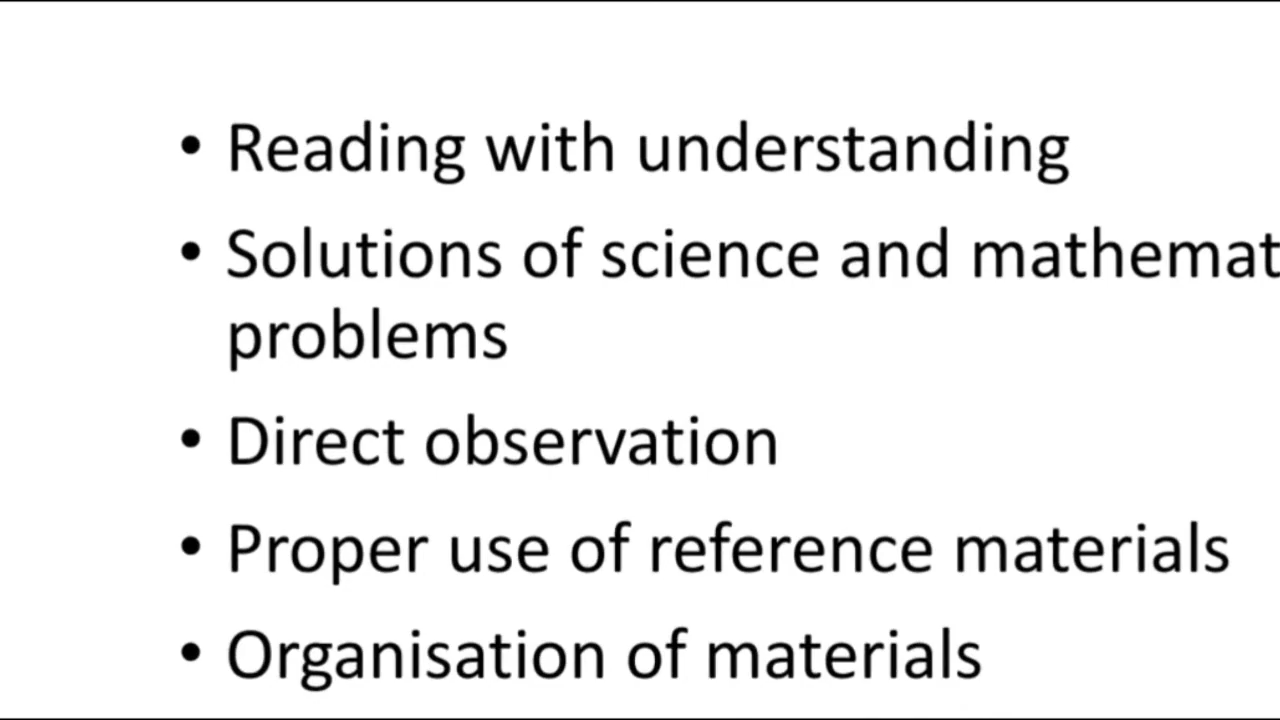 • Reading with understanding
• Solutions of science and mathemat
problems
• Direct observation
• Proper use of reference materials
• Organisation of materials